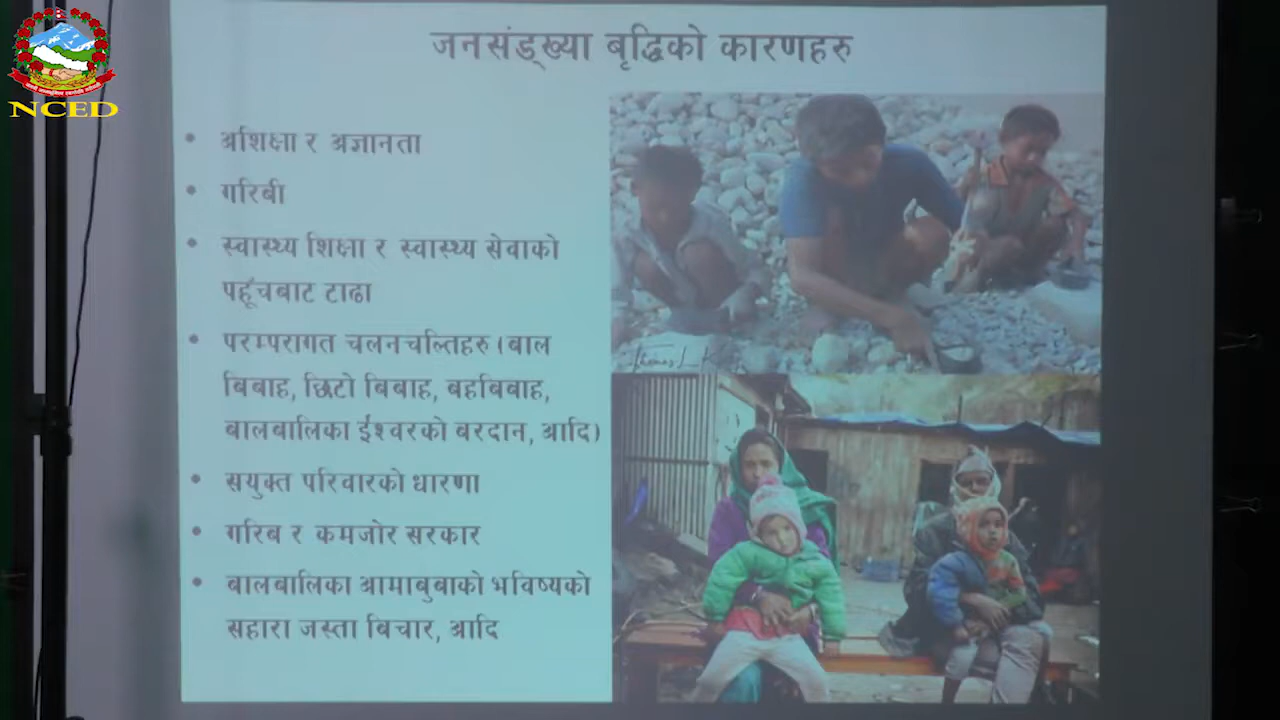 NCED
जनसंङ्ख्या बृद्धिको कारणहरु
• अशिक्षा र अज्ञानता
• गरिबी
• स्वास्थ्य शिक्षा र स्वास्थ्य सेवाको
पहूँचबाट टाढा
• परम्परागत चलनचल्तिहरु (बाल
बिबाह, छिटो बिबाह, बहबिबाह,
बालबालिका ईश्वरको बरदान, आदि)
• सयुक्त परिवारको धारणा
• गरिब र कमजोर सरकार
• बालबालिका आमाबुबाको भविष्यको
सहारा जस्ता बिचार, आदि